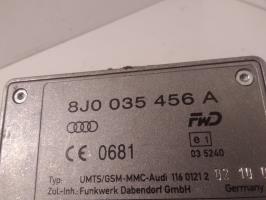 8J0 035 456 A
FWD
e1
CE 0681
03 5240
Typ: UMTS/GSM-MMC-Audi 116 0121 2
Zul.-Inh.: Funkwerk Dabendorf GmbH
Germany